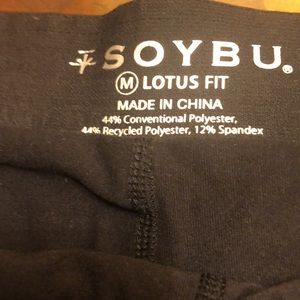 SOYBU®
M LOTUS FIT
MADE IN CHINA
44% Conventional Polyester,
44% Recycled Polyester, 12% Spandex